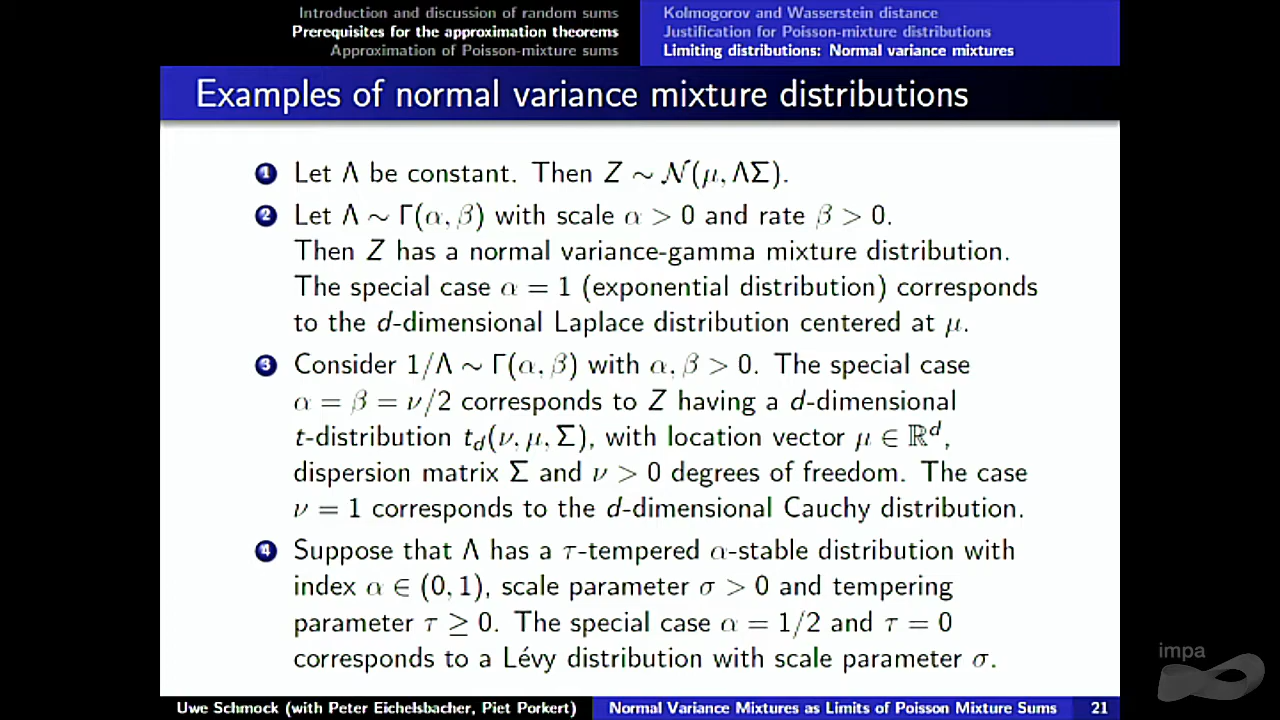 Introduction and discussion of random sums
Prerequisites for the approximation theorems
Approximation of Poisson-mixture sums
Kolmogorov and Wasserstein distance
Justification for Poisson-mixture distributions
Limiting distributions: Normal variance mixtures
Examples of normal variance mixture distributions
1 Let Λ be constant. Then Z ∼ N(μ, ΛΣ).
2 Let Λ ∼ Γ(α, β) with scale α > 0 and rate β > 0.
Then Z has a normal variance-gamma mixture distribution.
The special case α = 1 (exponential distribution) corresponds
to the d-dimensional Laplace distribution centered at μ.
3 Consider 1/Λ ∼ Γ(α, β) with α, β > 0. The special case
α = β = ν/2 corresponds to Z having a d-dimensional
t-distribution t_d(ν, μ, Σ), with location vector μ ∈ ℝ^d,
dispersion matrix Σ and ν > 0 degrees of freedom. The case
ν = 1 corresponds to the d-dimensional Cauchy distribution.
4 Suppose that Λ has a τ-tempered α-stable distribution with
index α ∈ (0, 1), scale parameter σ > 0 and tempering
parameter τ ≥ 0. The special case α = 1/2 and τ = 0
corresponds to a Lévy distribution with scale parameter σ.
impa
Uwe Schmock (with Peter Eichelsbacher, Piet Porkert)
Normal Variance Mixtures as Limits of Poisson Mixture Sums
21